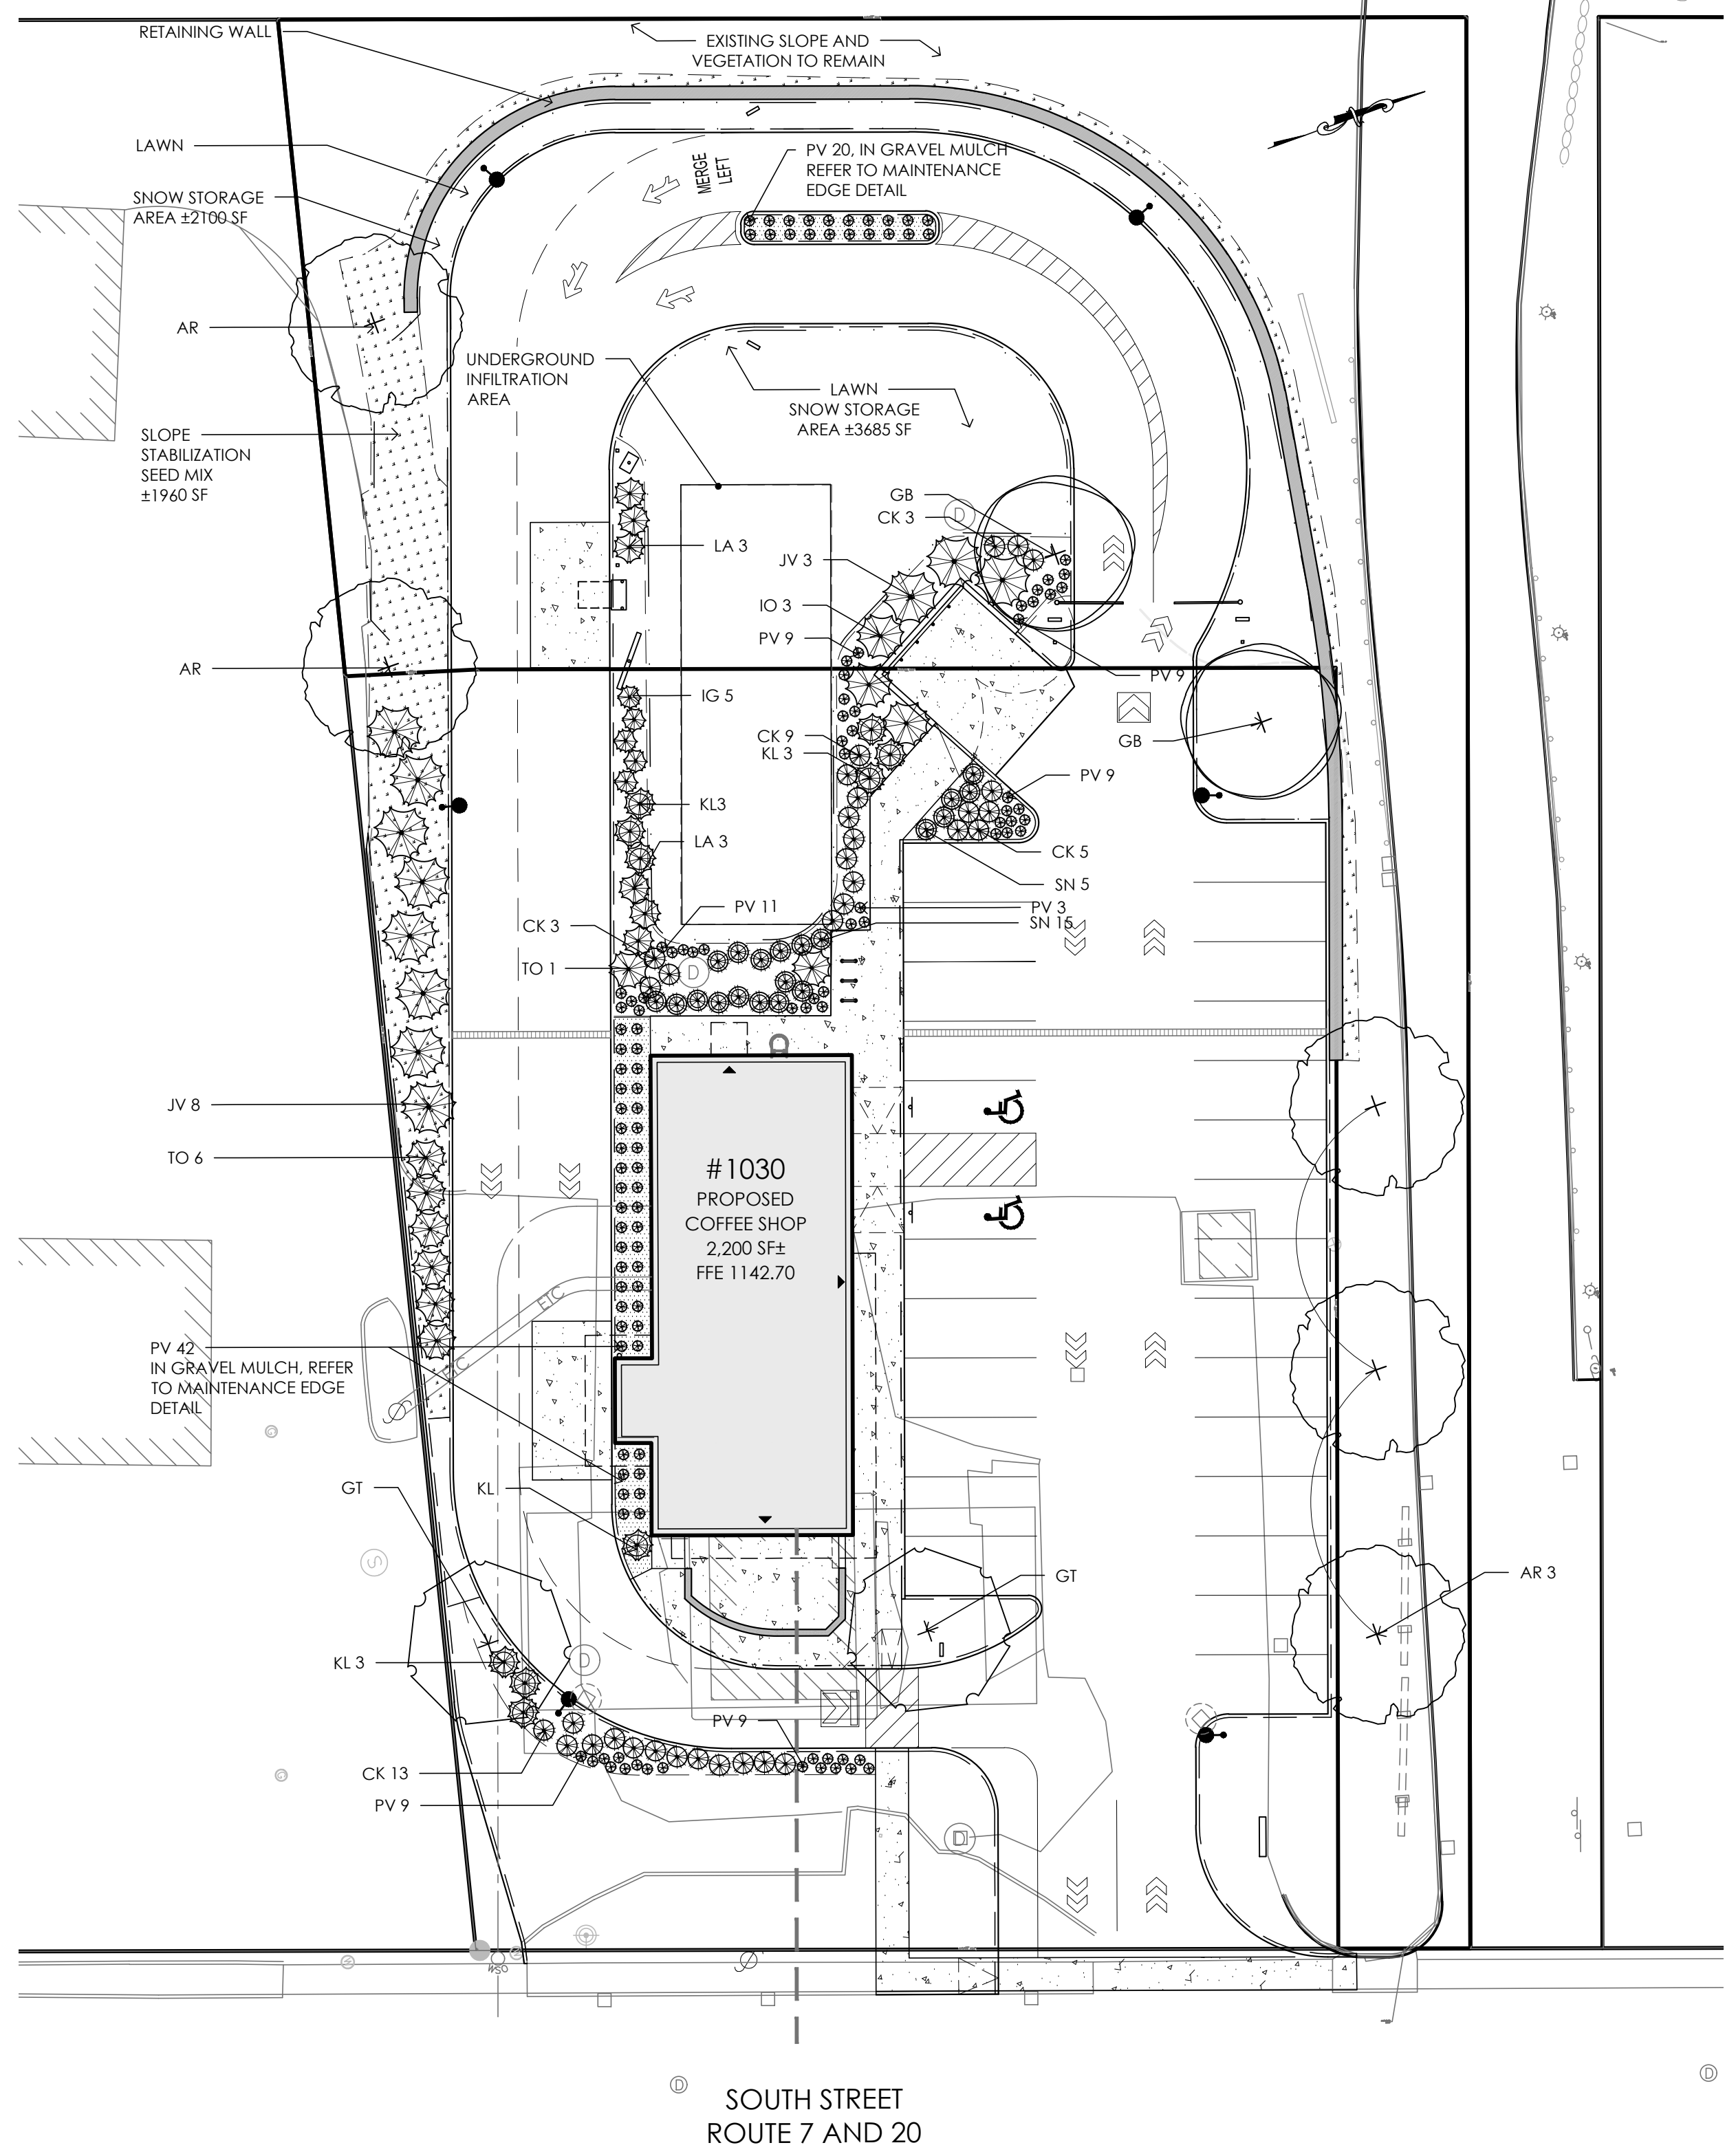 RETAINING WALL
EXISTING SLOPE AND
VEGETATION TO REMAIN
LAWN
MERGE
LEFT
PV 20, IN GRAVEL MULCH
REFER TO MAINTENANCE
EDGE DETAIL
SNOW STORAGE
AREA ±2100 SF
AR
UNDERGROUND
INFILTRATION
AREA
LAWN
SNOW STORAGE
AREA ±3685 SF
SLOPE
STABILIZATION
SEED MIX
±1960 SF
GB
CK 3
D
LA 3
JV 3
IO 3
PV 9
AR
PV 9
IG 5
CK 9
KL 3
GB
PV 9
KL3
LA 3
CK 5
SN 5
PV 11
PV 3
SN 15
CK 3
TO 1
D
JV 8
TO 6
#1030
PROPOSED
COFFEE SHOP
2,200 SF±
FFE 1142.70
ETC
ETC
PV 42
IN GRAVEL MULCH, REFER
TO MAINTENANCE EDGE
DETAIL
GT
KL
S
GT
AR 3
KL 3
D
PV 9
CK 13
PV 9
D
WSO
D
D
SOUTH STREET
ROUTE 7 AND 20